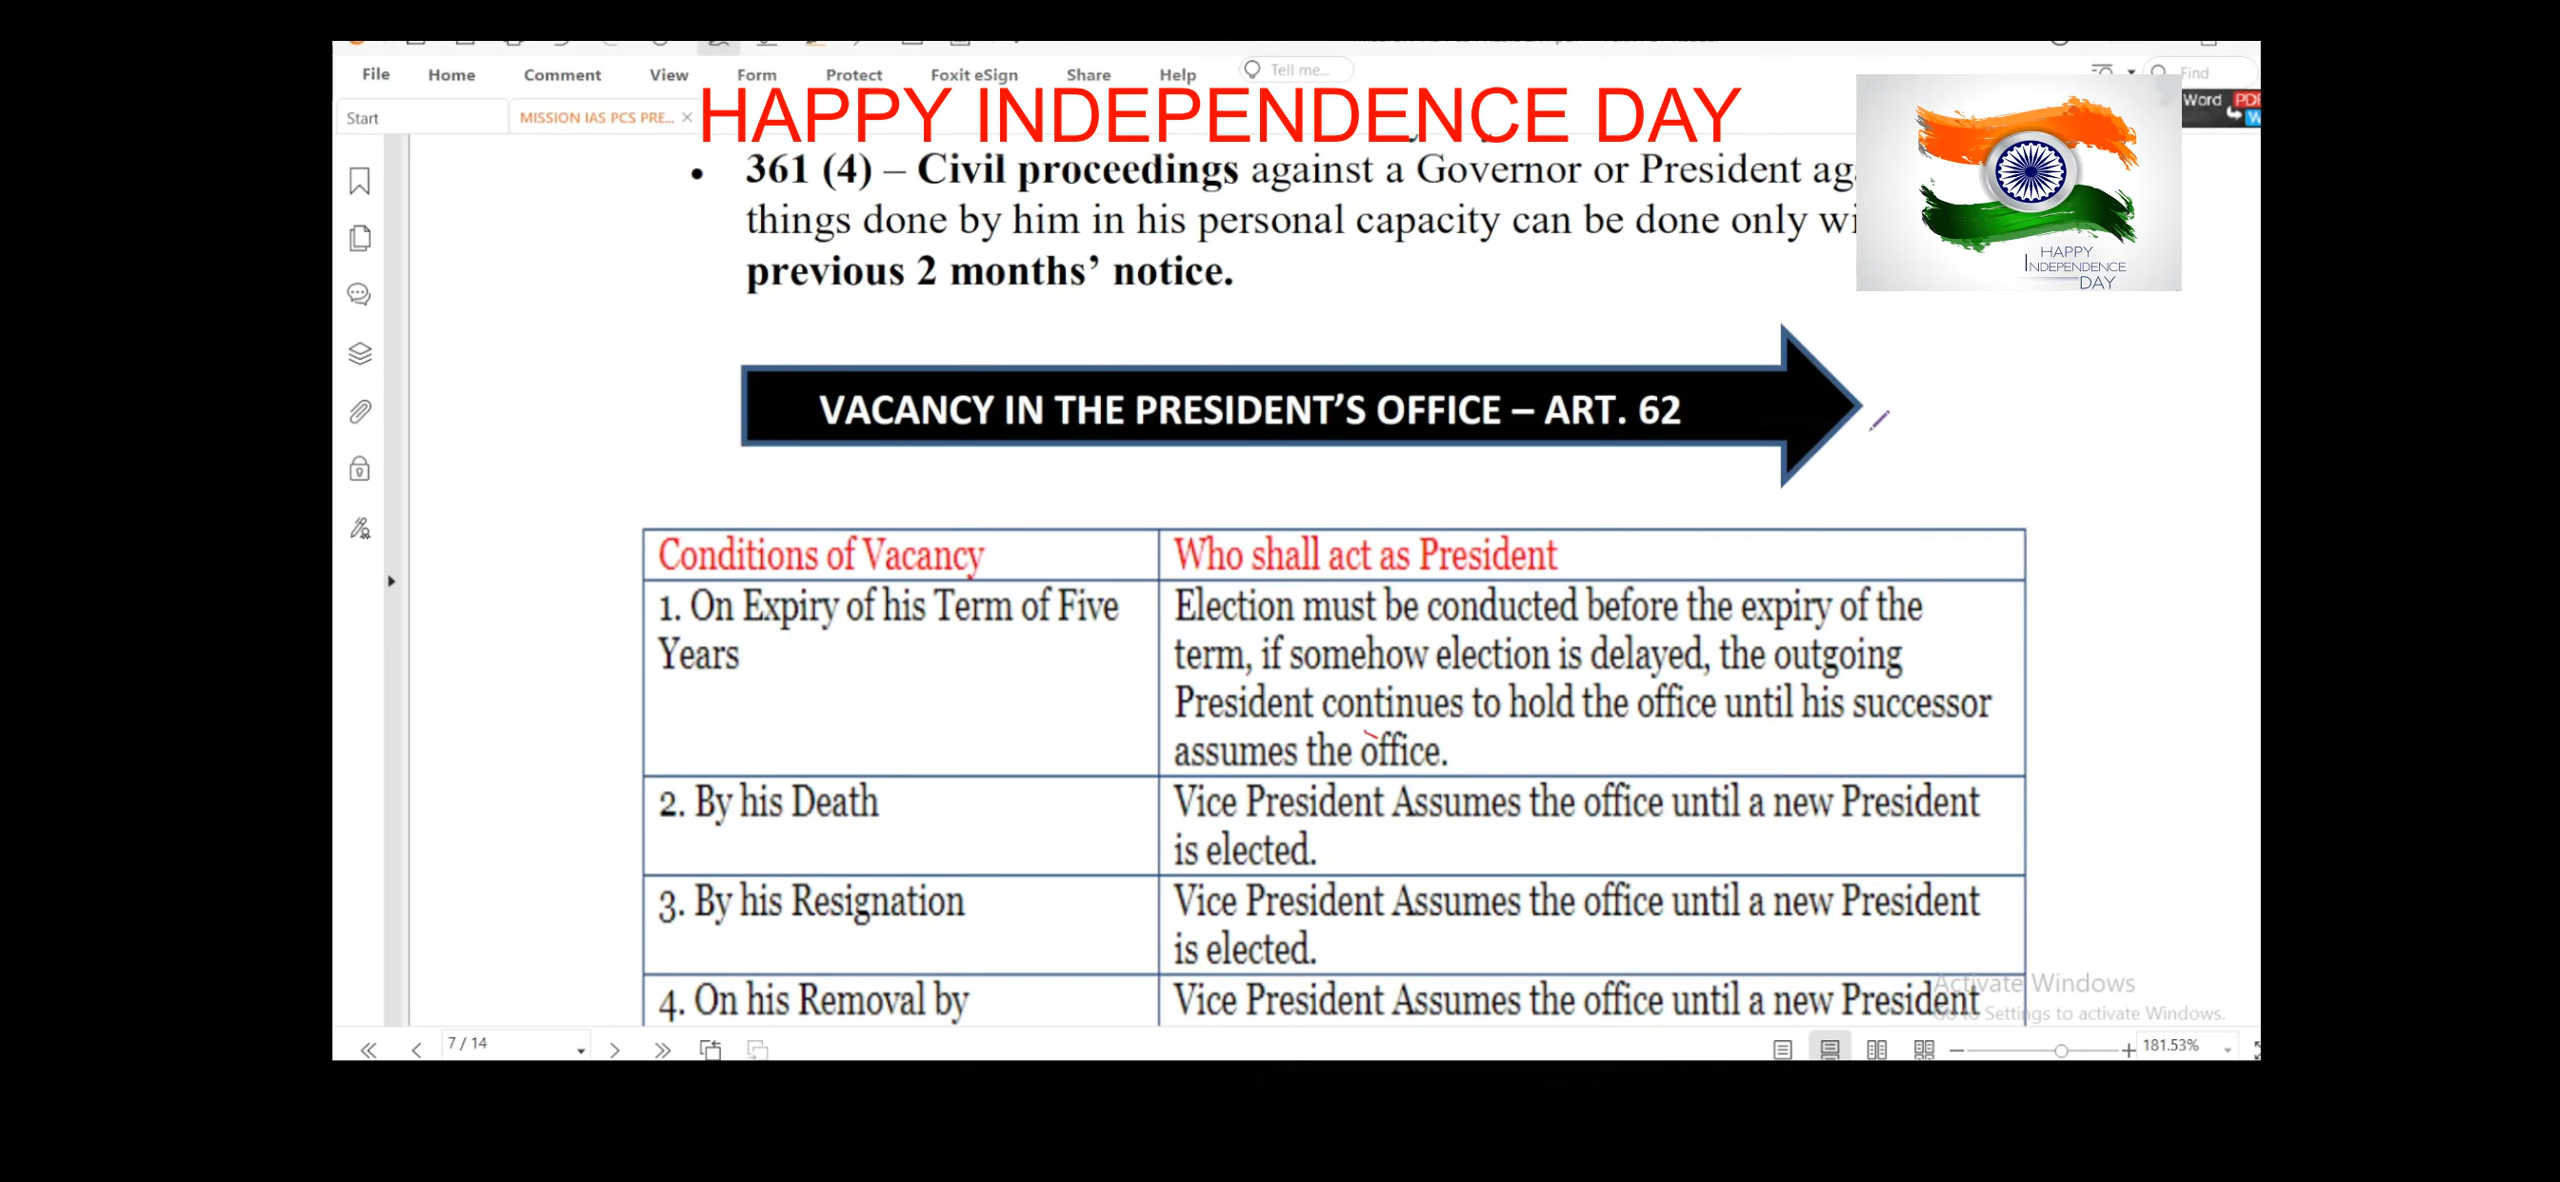 File Home Comment View Form Protect Foxit eSign Share Help Tell me... Find
Start MISSION IAS PCS PRE...
Word PDF
HAPPY INDEPENDENCE DAY
361 (4) – Civil proceedings against a Governor or President
things done by him in his personal capacity can be done only
previous 2 months’ notice.
HAPPY
INDEPENDENCE
DAY
VACANCY IN THE PRESIDENT’S OFFICE – ART. 62
Conditions of Vacancy
Who shall act as President
1. On Expiry of his Term of Five
Years
Election must be conducted before the expiry of the
term, if somehow election is delayed, the outgoing
President continues to hold the office until his successor
assumes the office.
2. By his Death
Vice President Assumes the office until a new President
is elected.
3. By his Resignation
Vice President Assumes the office until a new President
is elected.
4. On his Removal by
Vice President Assumes the office until a new President
Activate Windows
Go to Settings to activate Windows.
7 / 14
181.53%